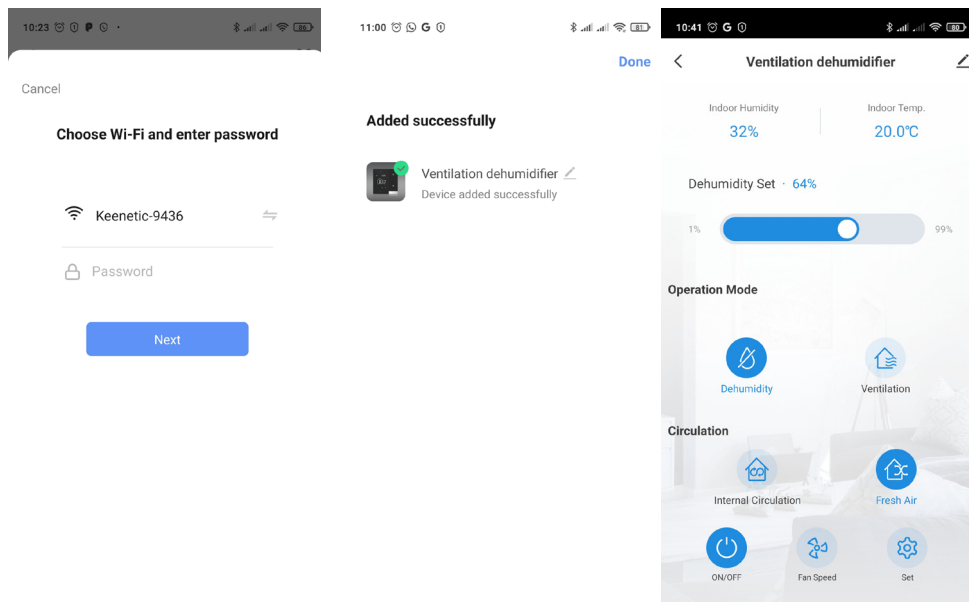 10:23
86
Cancel
Choose Wi-Fi and enter password
Keenetic-9436
Password
Next
11:00 G
81
Done
Added successfully
Ventilation dehumidifier
Device added successfully
10:41 G
80
Ventilation dehumidifier
Indoor Humidity
Indoor Temp.
32%
20.0°C
Dehumidity Set · 64%
1%
99%
Operation Mode
Dehumidity
Ventilation
Circulation
Internal Circulation
Fresh Air
ON/OFF
Fan Speed
Set